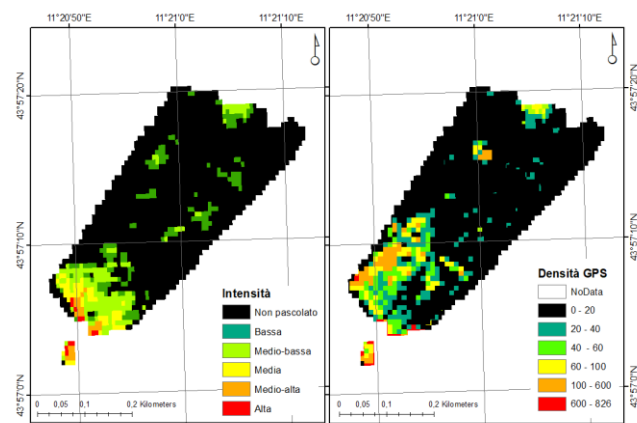 11°20'50"E 11°21'0"E 11°21'10"E
11°20'50"E 11°21'0"E 11°21'10"E
43°57'20"N
43°57'10"N
43°57'0"N
Intensità
Non pascolato
Bassa
Medio-bassa
Media
Medio-alta
Alta
0 0,05 0,1 0,2 Kilometers
Densità GPS
NoData
0 - 20
20 - 40
40 - 60
60 - 100
100 - 600
600 - 826
0 0,05 0,1 0,2 Kilometers
43°57'20"N
43°57'10"N
43°57'0"N